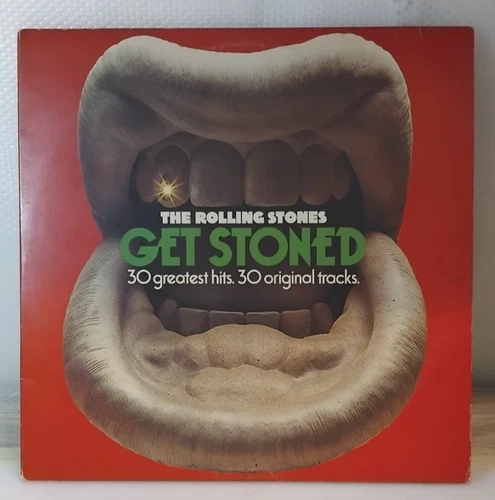 THE ROLLING STONES
GET STONED
30 greatest hits. 30 original tracks.